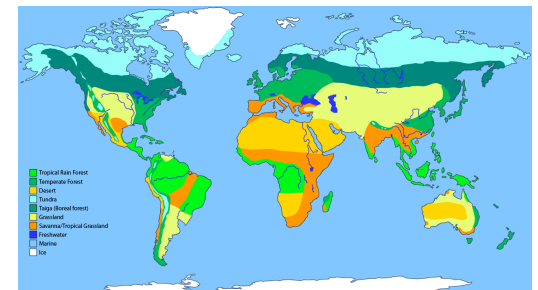 Tropical Rain Forest
Temperate Forest
Desert
Tundra
Taiga (Boreal forest)
Grassland
Savanna/Tropical Grassland
Freshwater
Marine
Ice